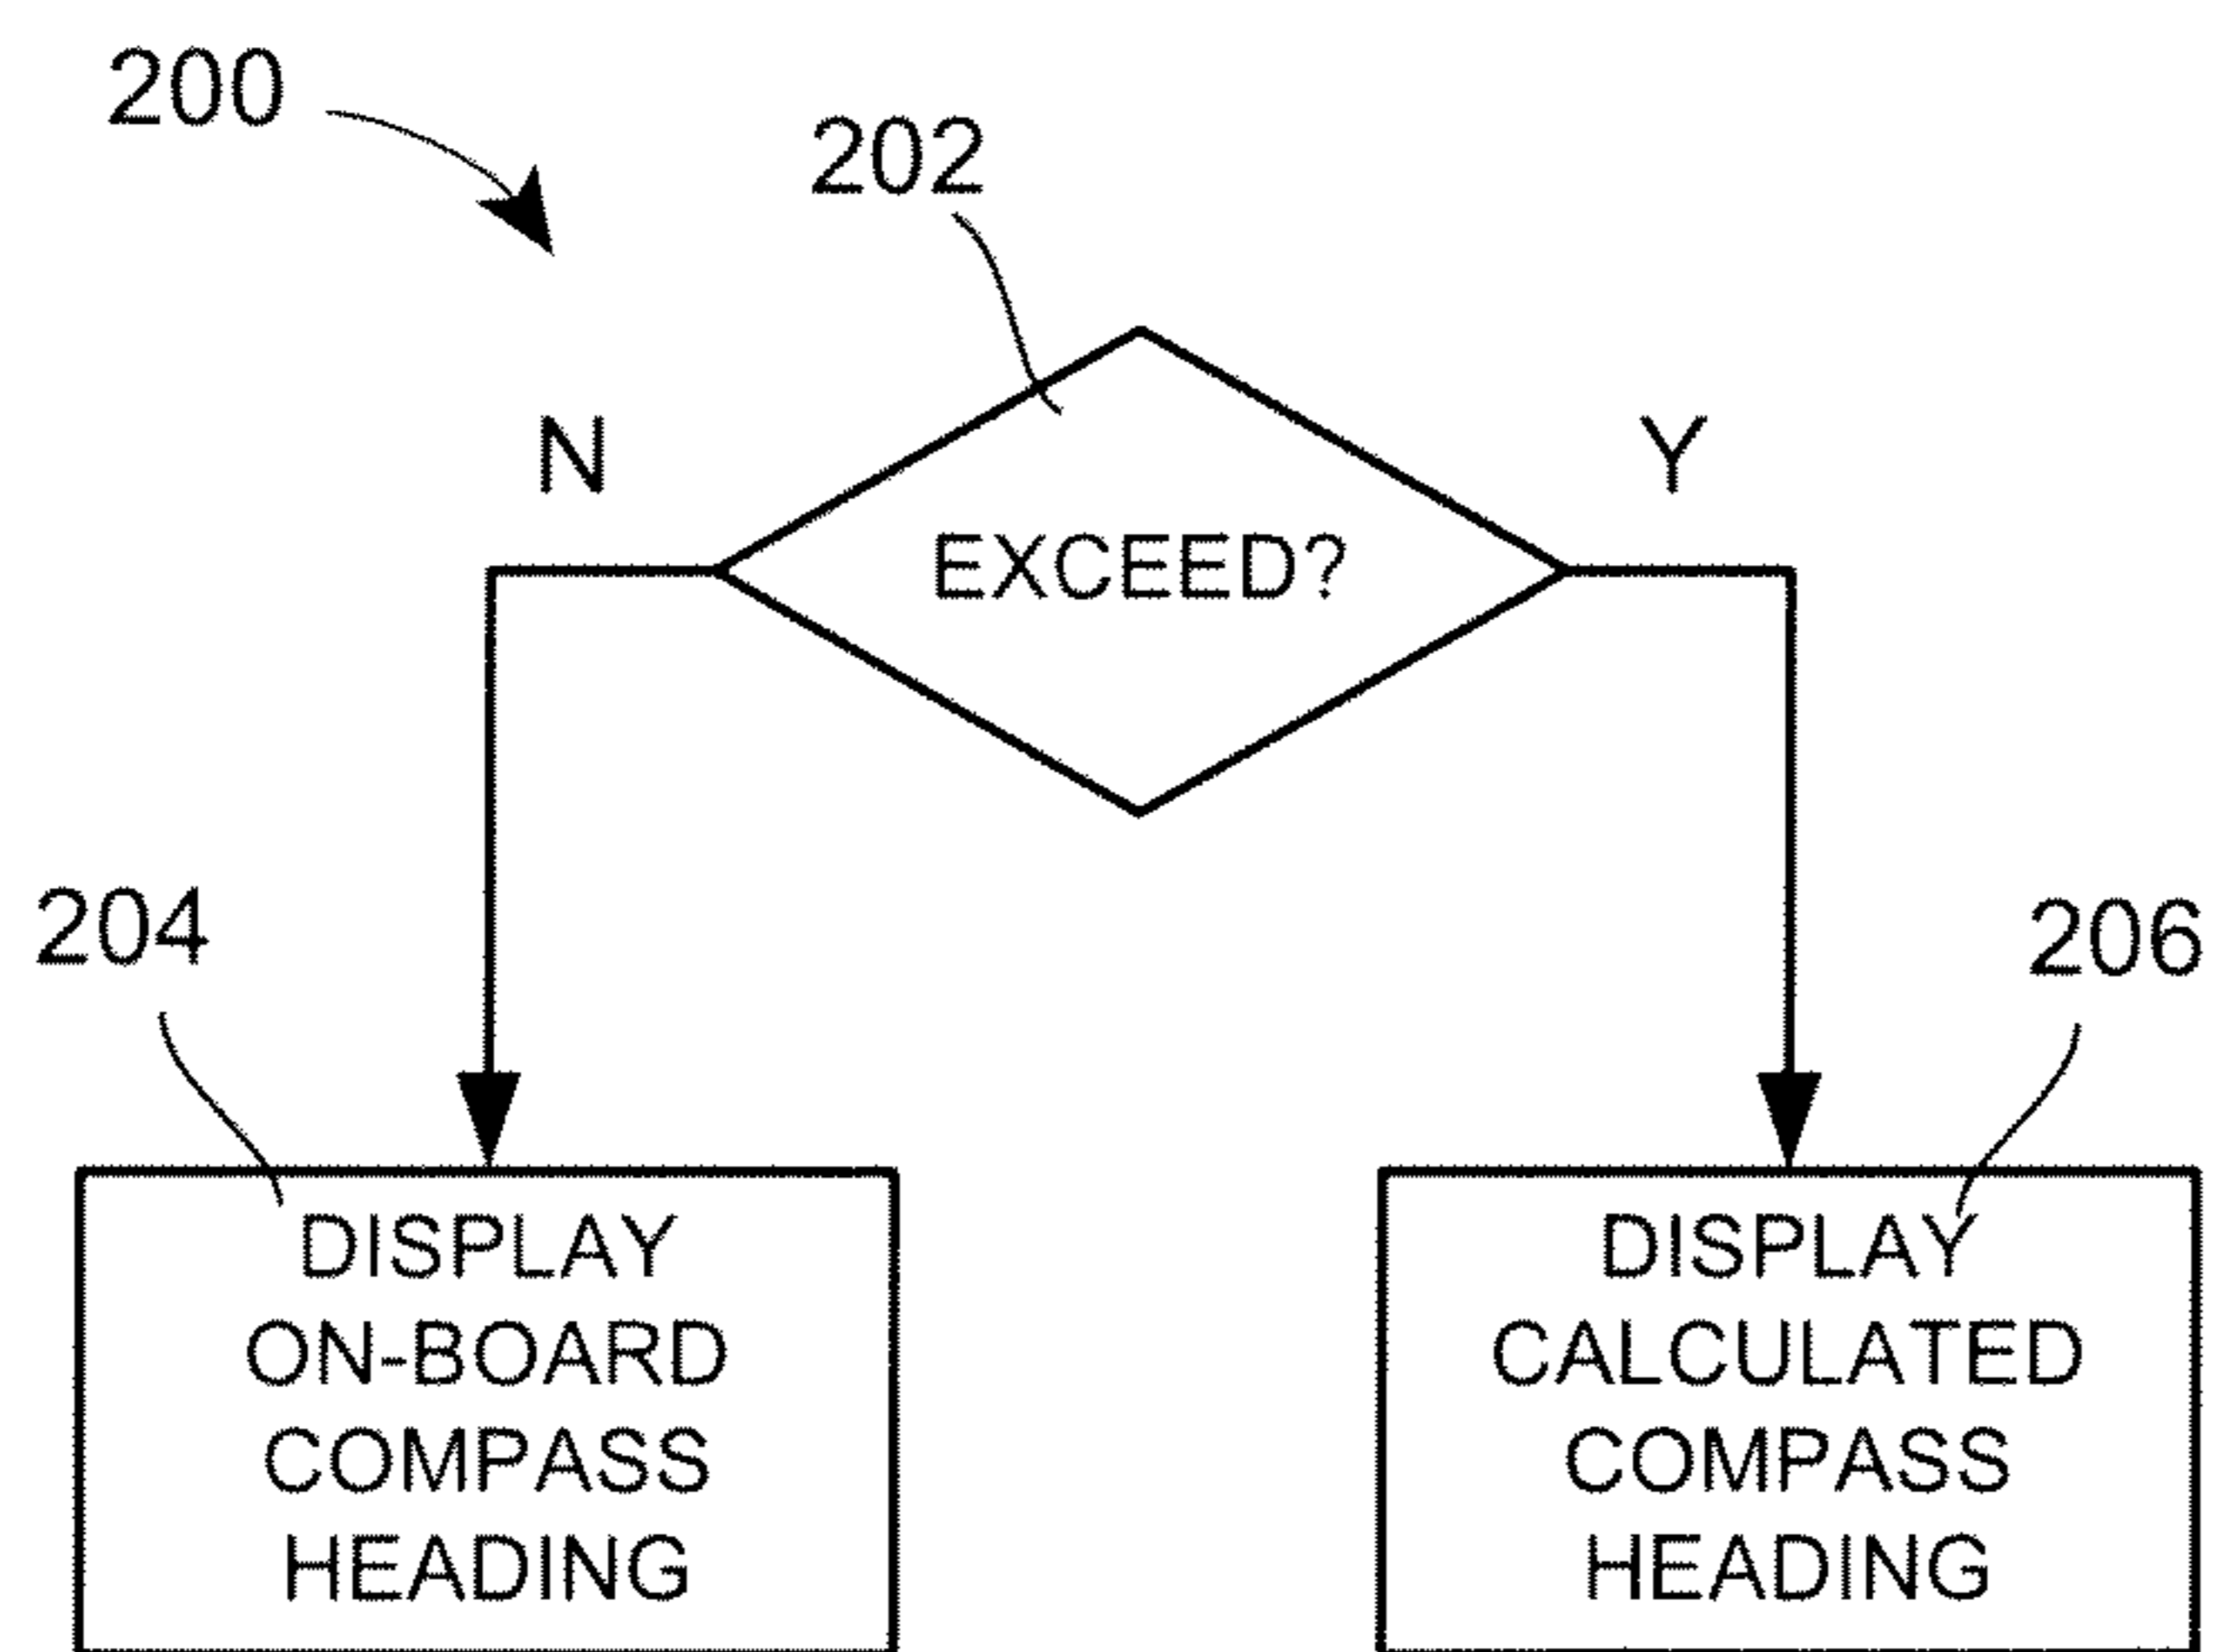 200
202
N
Y
EXCEED?
204
206
DISPLAY
ON-BOARD
COMPASS
HEADING
DISPLAY
CALCULATED
COMPASS
HEADING